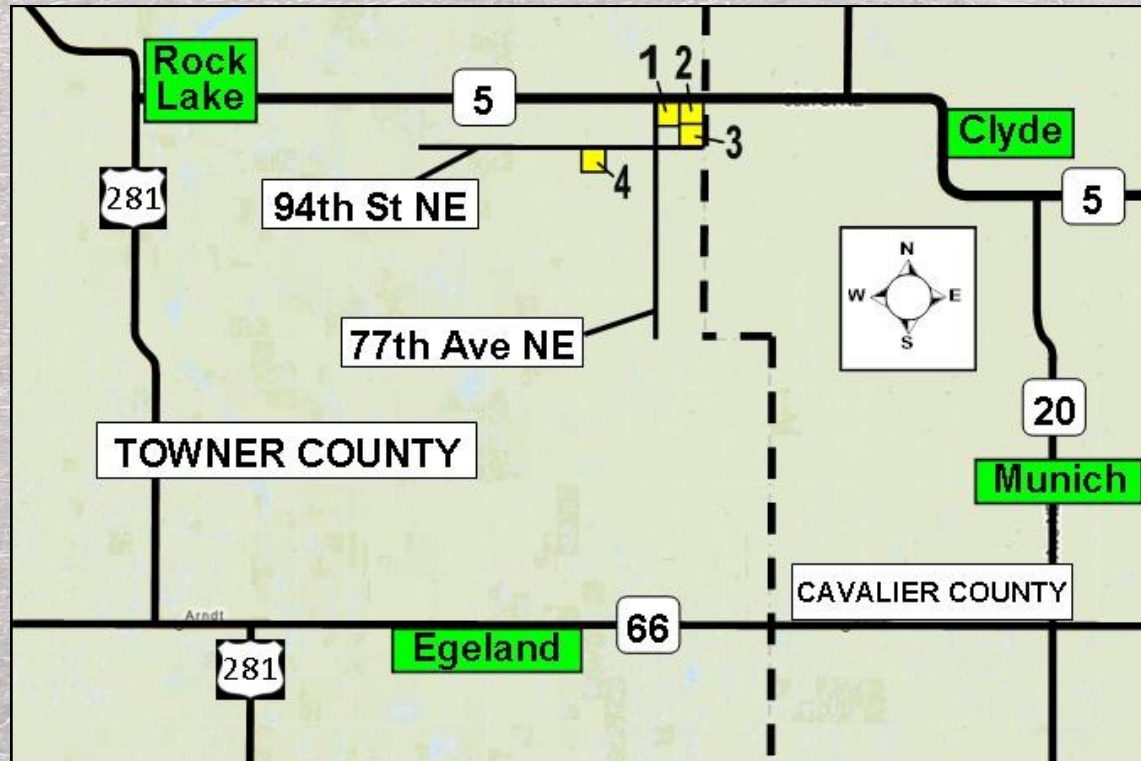 Rock
Lake
5
1
2
Clyde
3
4
281
94th St NE
5
N
W
E
S
77th Ave NE
20
TOWNER COUNTY
Munich
CAVALIER COUNTY
Arndt
66
Egeland
281